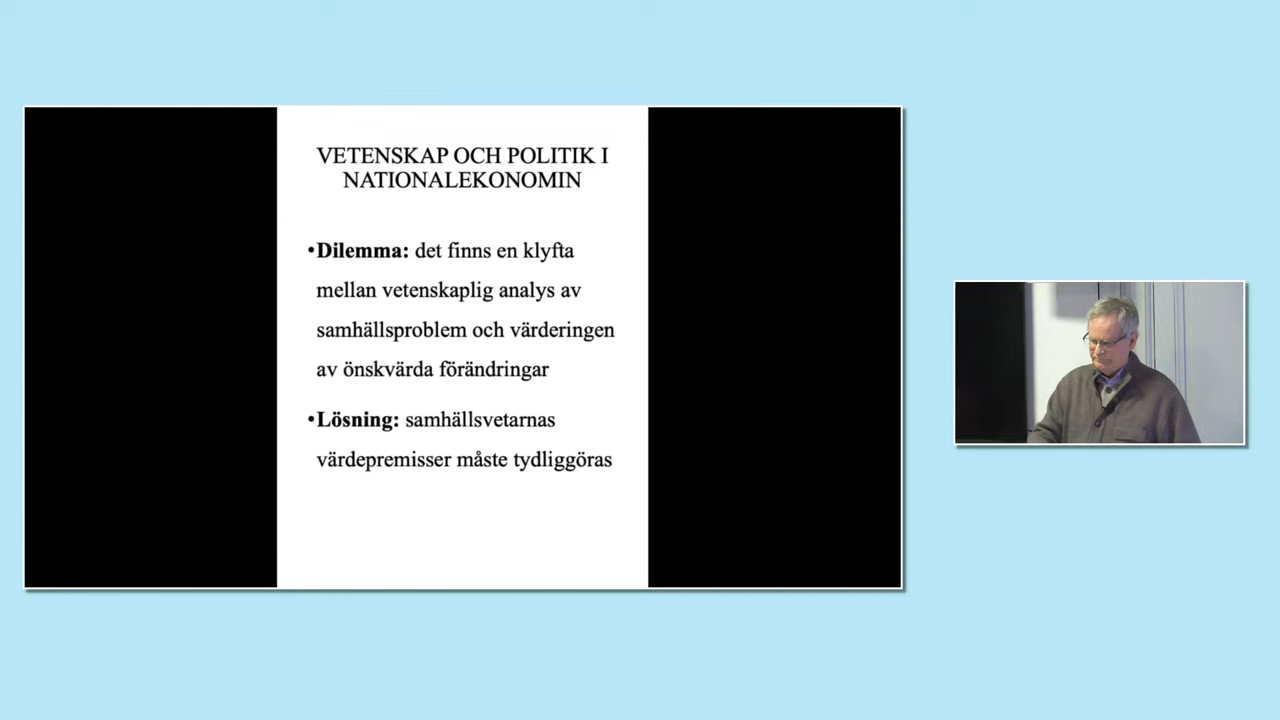 VETENSKAP OCH POLITIK I
NATIONALEKONOMIN
•Dilemma: det finns en klyfta
mellan vetenskaplig analys av
samhällsproblem och värderingen
av önskvärda förändringar
•Lösning: samhällsvetarnas
värdepremisser måste tydliggöras